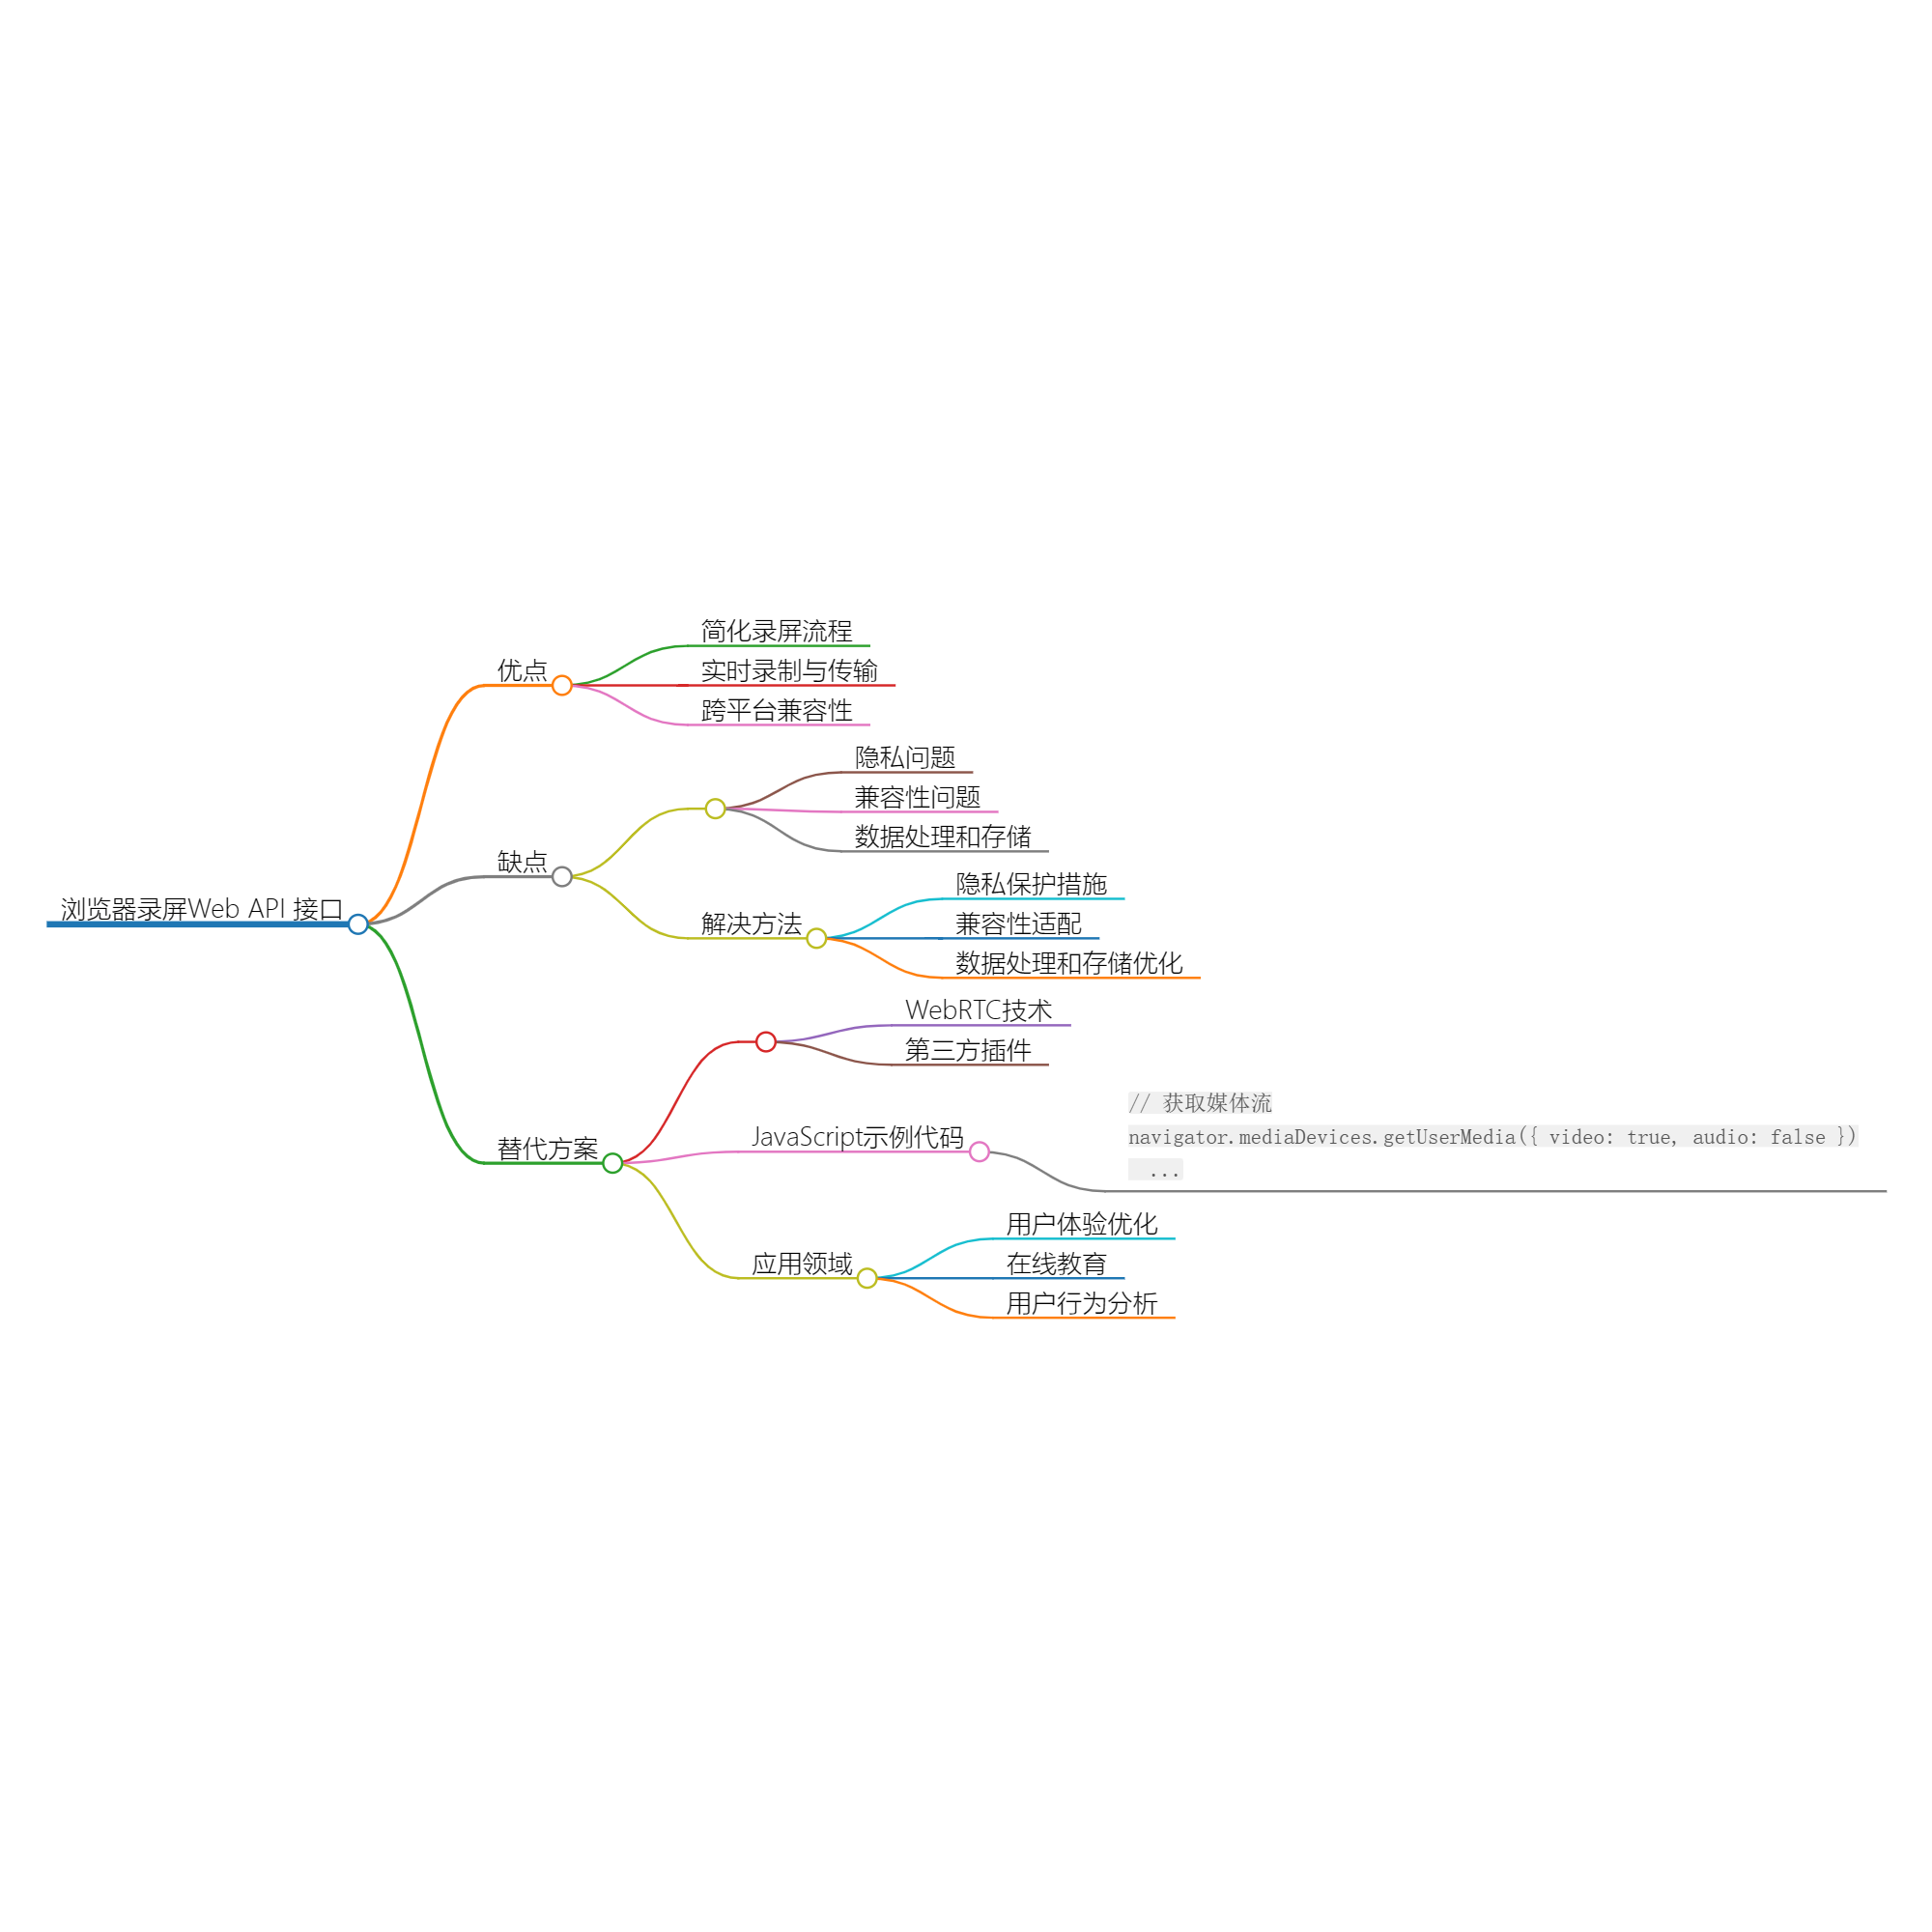 浏览器录屏Web API 接口
优点
简化录屏流程
实时录制与传输
跨平台兼容性
缺点
隐私问题
兼容性问题
数据处理和存储
解决方法
隐私保护措施
兼容性适配
数据处理和存储优化
替代方案
WebRTC技术
第三方插件
JavaScript示例代码
// 获取媒体流
navigator.mediaDevices.getUserMedia({ video: true, audio: false })
...
应用领域
用户体验优化
在线教育
用户行为分析